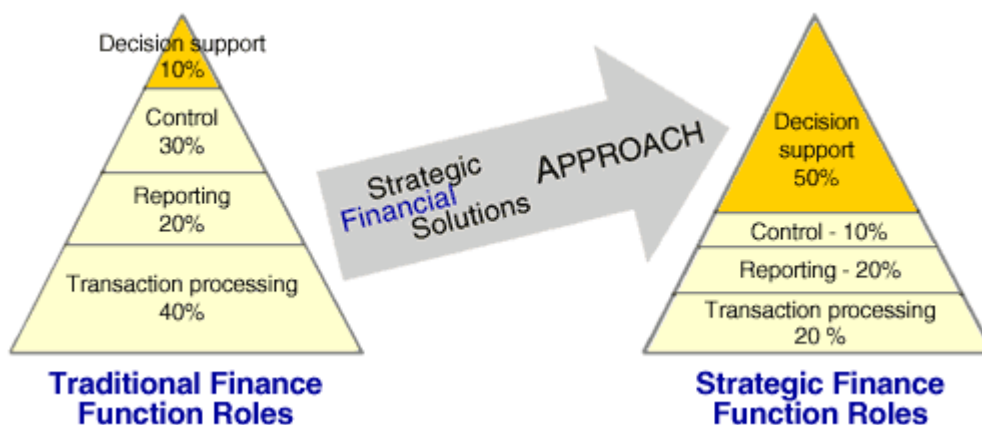 Decision support
10%
Control
30%
Reporting
20%
Transaction processing
40%
Traditional Finance
Function Roles
Strategic
Financial
Solutions
APPROACH
Decision
support
50%
Control - 10%
Reporting - 20%
Transaction processing
20 %
Strategic Finance
Function Roles